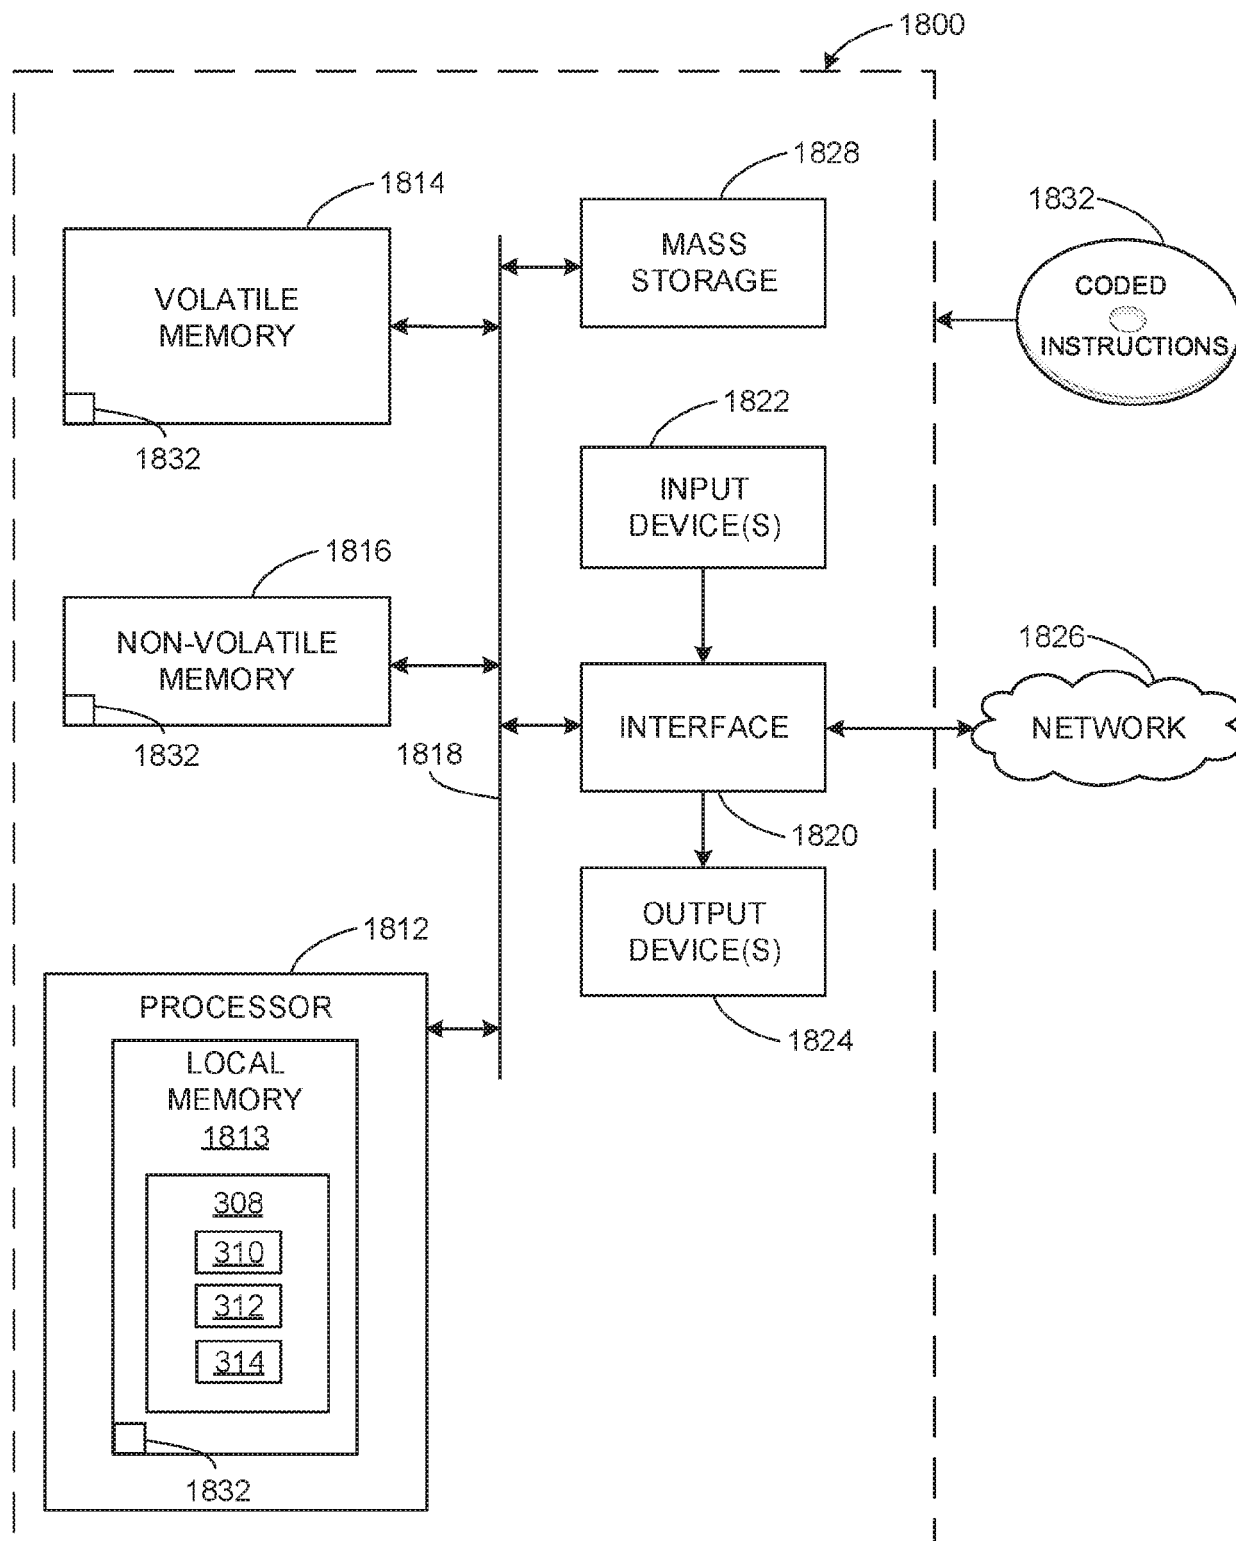 1800
1828
1814
1832
MASS
STORAGE
VOLATILE
MEMORY
CODED
INSTRUCTIONS
1832
1822
INPUT
DEVICE(S)
1816
NON-VOLATILE
MEMORY
1832
1818
INTERFACE
1826
NETWORK
1820
OUTPUT
DEVICE(S)
1824
1812
PROCESSOR
LOCAL
MEMORY
1813
308
310
312
314
1832